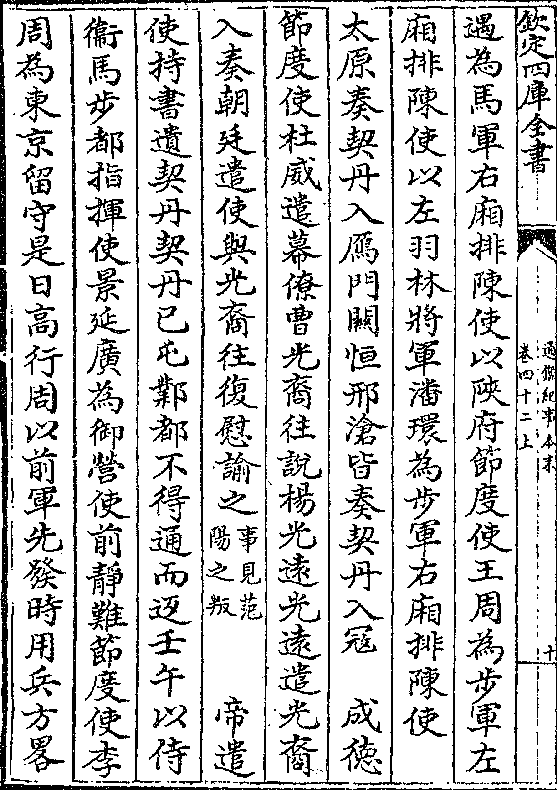 欽定四庫全書
通鑑紀事本末
卷四十二上
十
遇為馬軍右廂排陳使以陜府節度使王周為步軍左
廂排陳使以左羽林將軍潘環為步軍右廂排陳使
太原奏契丹入鴈門關恒邢滄皆奏契丹入冦　成德
節度使杜威遣幕僚曹光裔往說楊光遠光遠遣光裔
入奏朝廷遣使與光裔往復慰諭之事見范陽之叛　帝遣
使持書遺契丹契丹已屯鄴都不得通而返壬午以侍
衞馬步都指揮使景延廣為御營使前靜難節度使李
周為東京留守是日高行周以前軍先發時用兵方畧